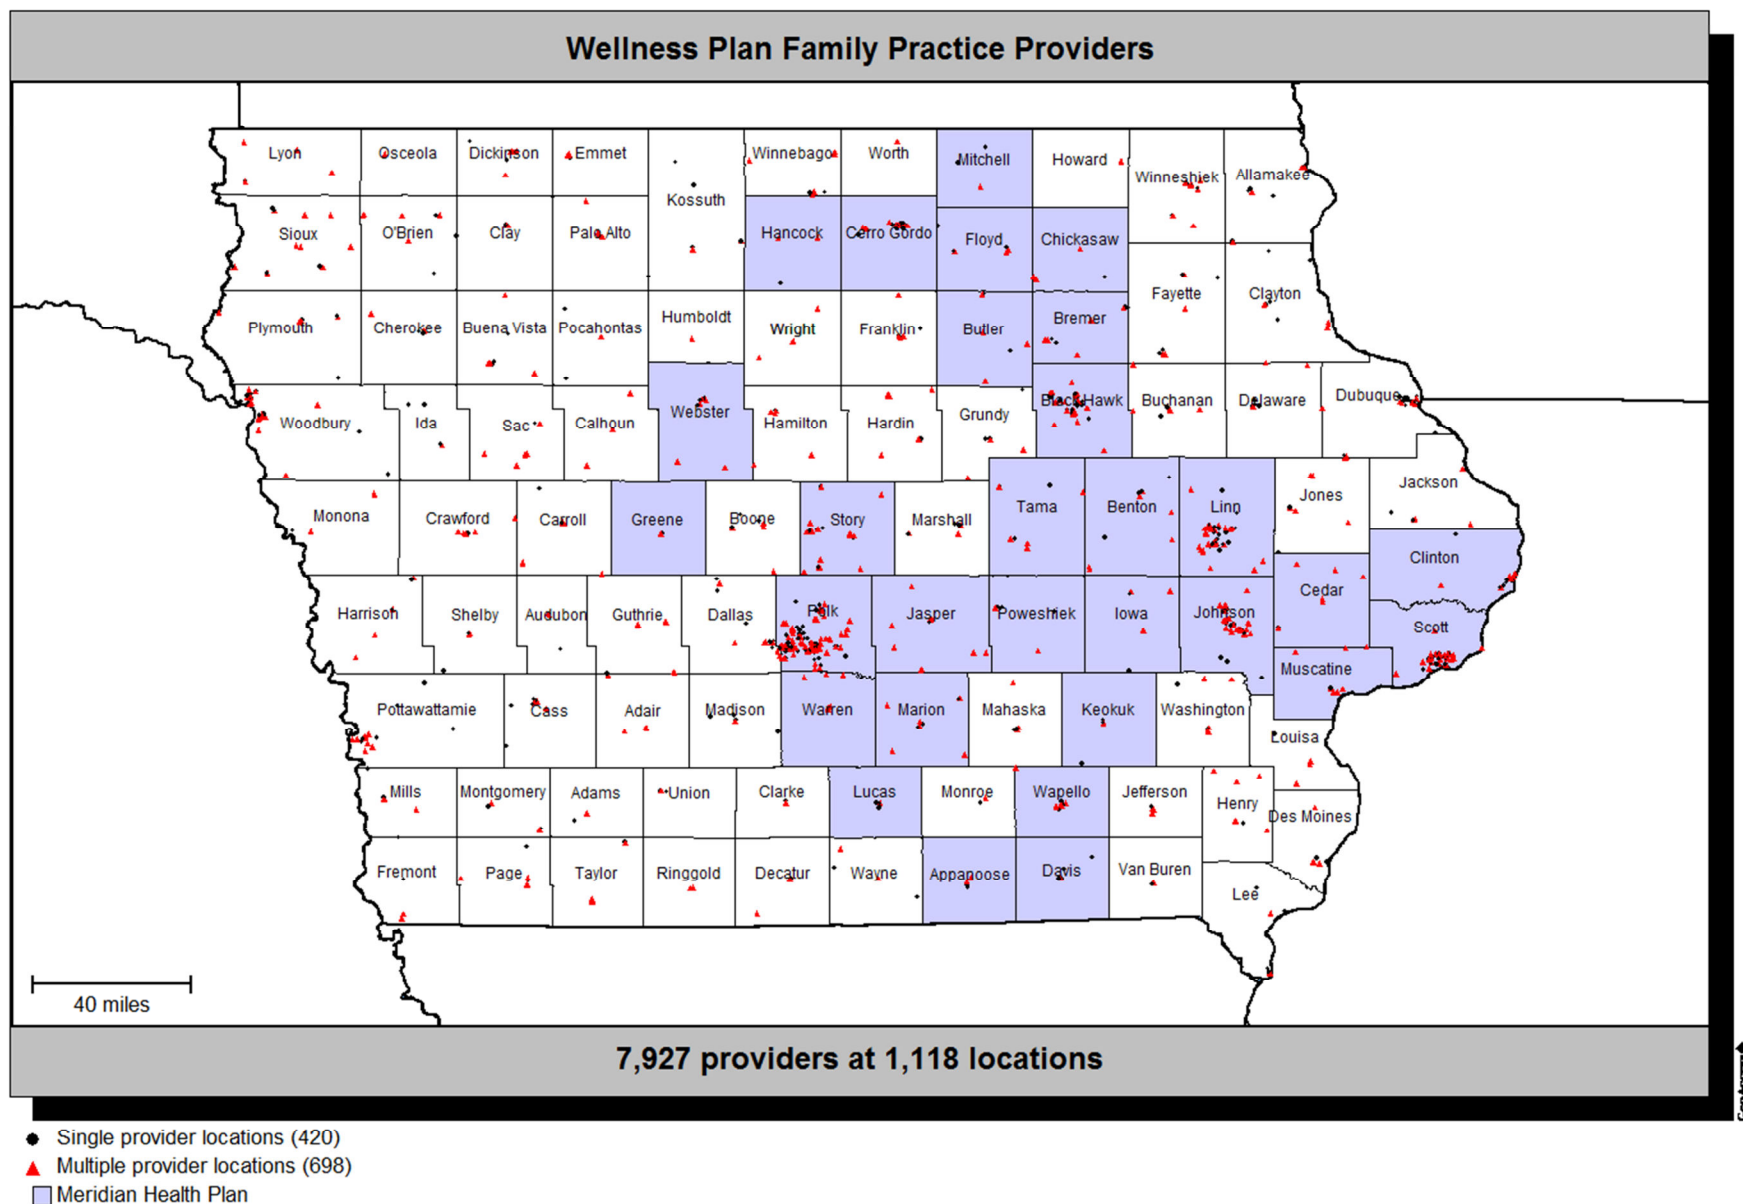 Wellness Plan Family Practice Providers
Lyon Osceola Dickinson Emmet Winnebago Worth Mitchell Howard
Winneshiek Allamakee
Kossuth
Sioux O'Brien Clay Palo Alto Hancock Cerro Gordo Floyd Chickasaw
Fayette Clayton
Plymouth Cherokee Buena Vista Pocahontas Humboldt Wright Franklin Butler Bremer
Woodbury Ida Sac Calhoun Webster Hamilton Hardin Grundy Black Hawk Buchanan Delaware Dubuque
Monona Crawford Carroll Greene Boone Story Marshall Tama Benton Linn Jones Jackson
Clinton
Harrison Shelby Audubon Guthrie Dallas Polk Jasper Poweshiek Iowa Johnson Cedar
Scott
Muscatine
Pottawattamie Cass Adair Madison Warren Marion Mahaska Keokuk Washington
Louisa
Mills Montgomery Adams Union Clarke Lucas Monroe Wapello Jefferson
Henry
Des Moines
Fremont Page Taylor Ringgold Decatur Wayne Appanoose Davis Van Buren
Lee
40 miles
7,927 providers at 1,118 locations
Single provider locations (420)
Multiple provider locations (698)
Meridian Health Plan